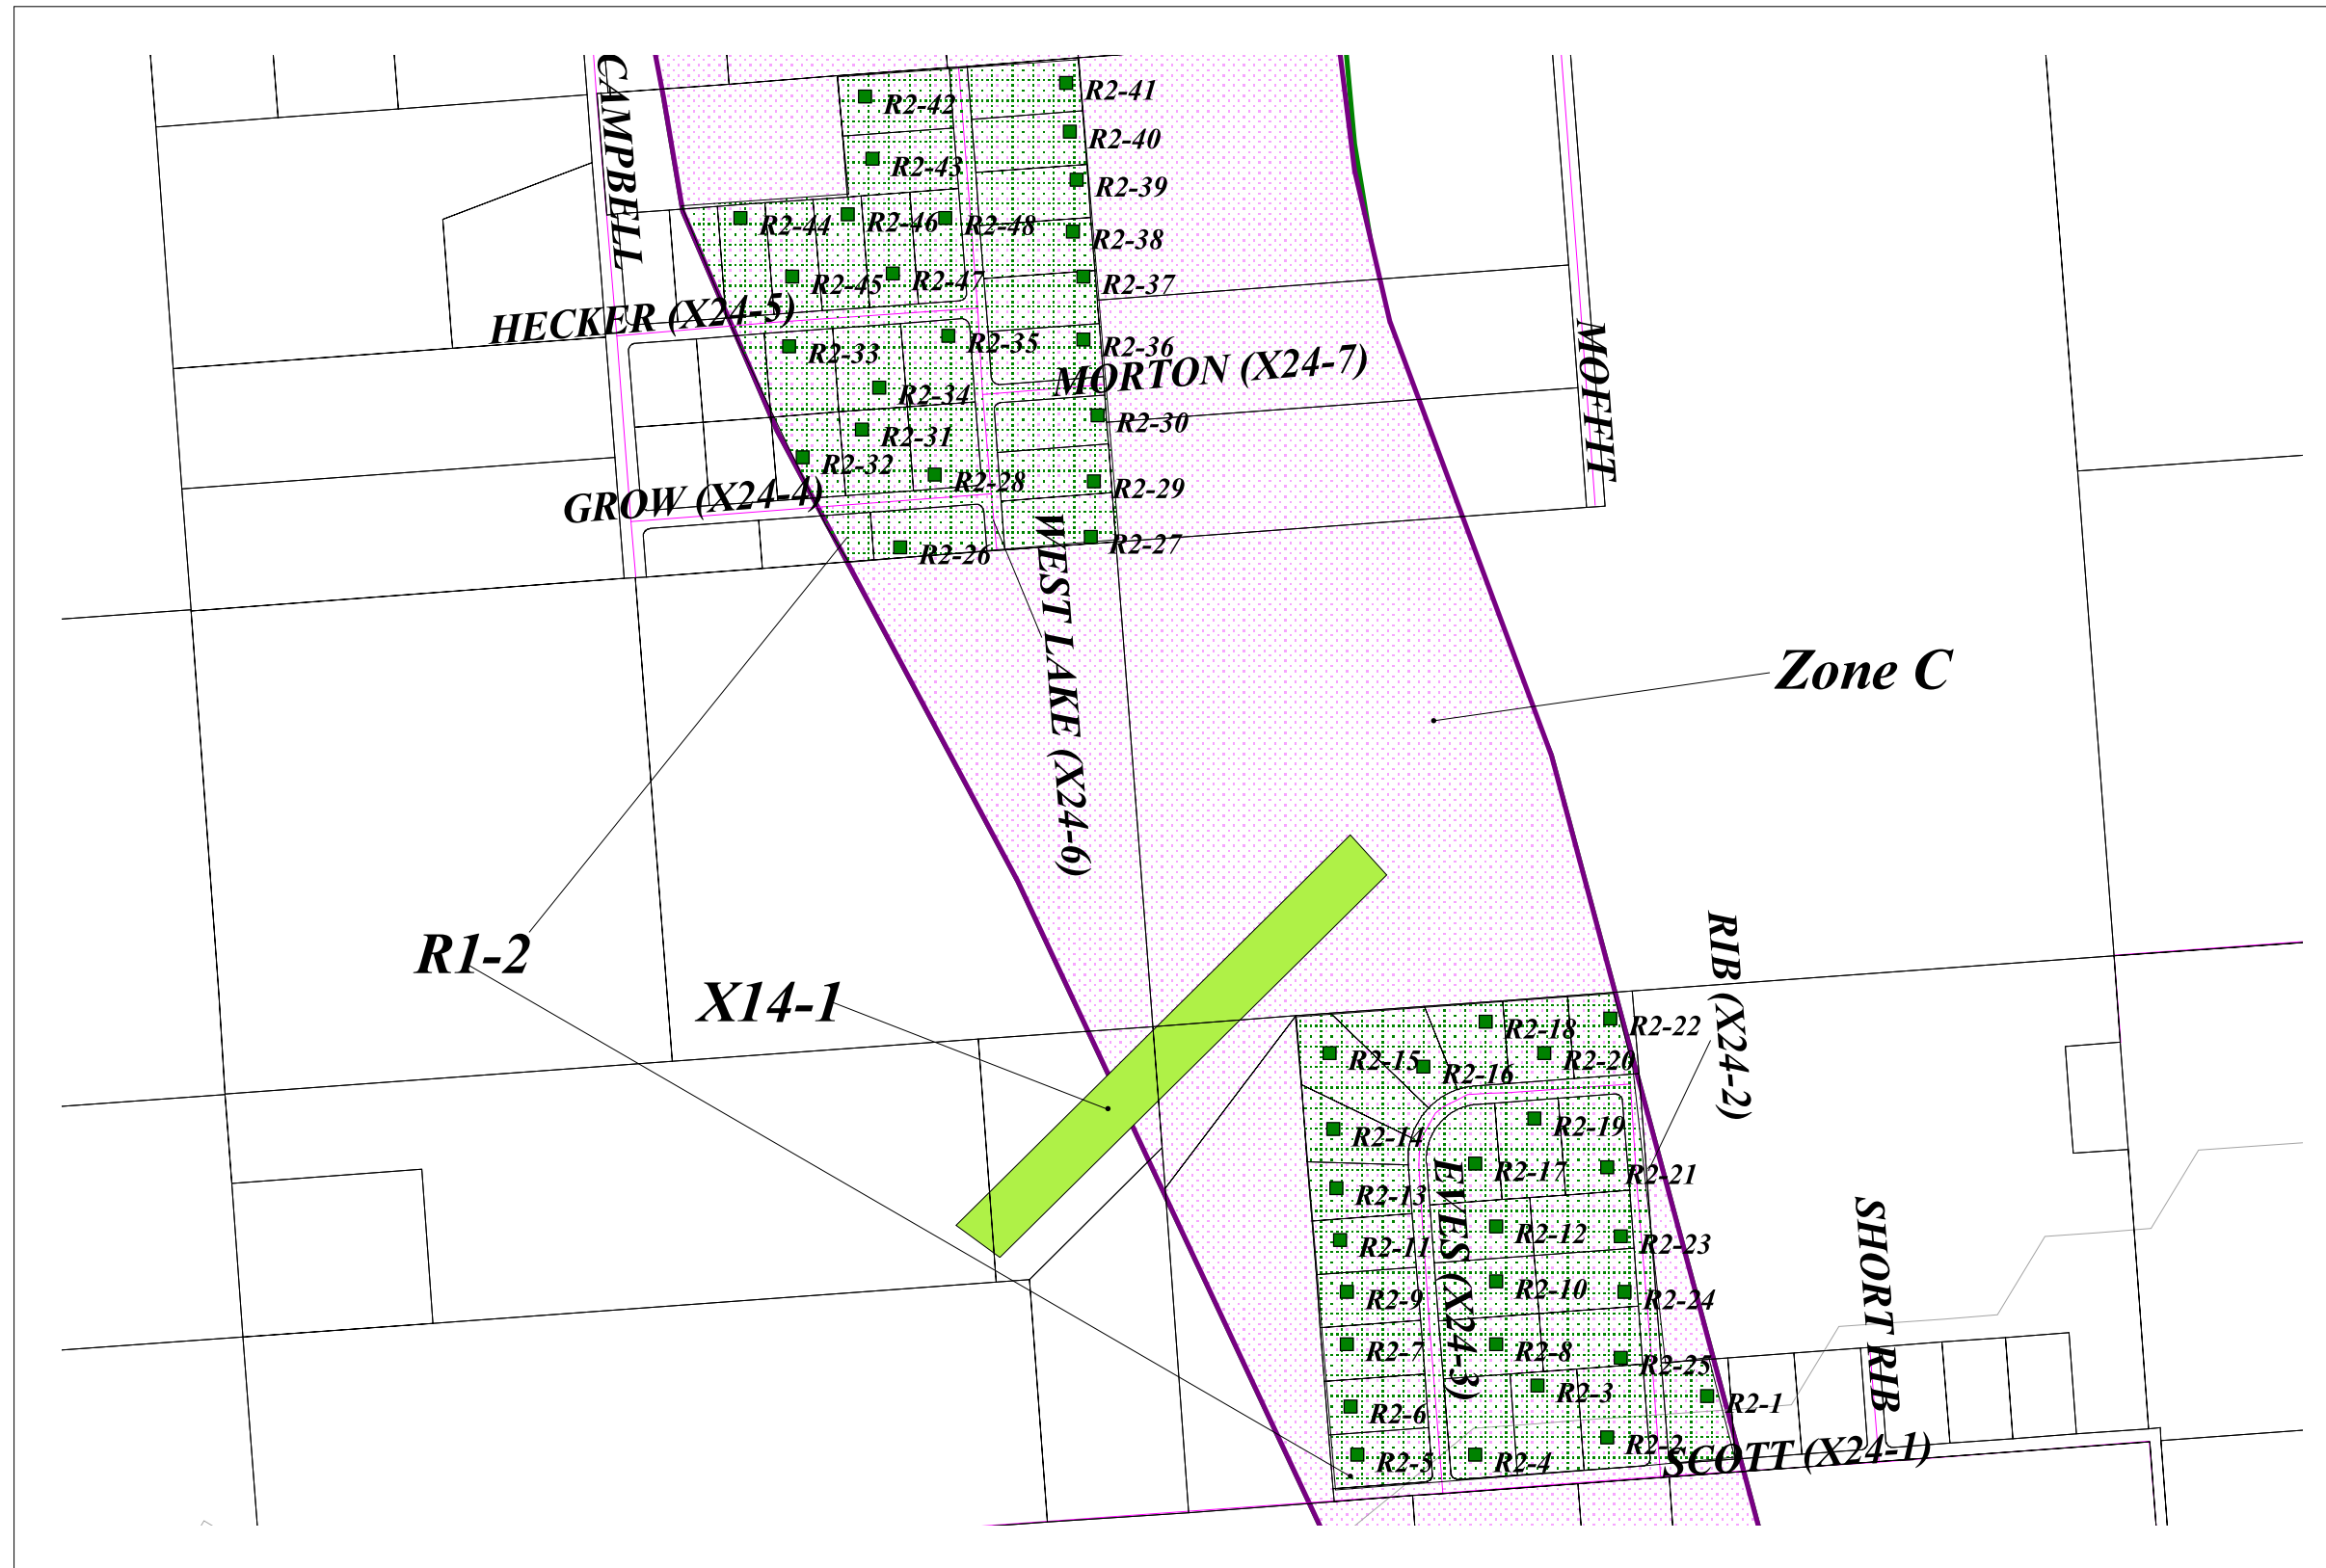 CAMPBELL
R2-41
R2-42
R2-40
R2-43
R2-39
R2-44
R2-46
R2-48
R2-38
R2-45
R2-47
R2-37
HECKER (X24-5)
R2-33
R2-35
R2-36
MORTON (X24-7)
MOFFIT
R2-34
R2-30
R2-31
R2-32
R2-28
R2-29
GROW (X24-4)
R2-26
R2-27
WEST LAKE (X24-6)
Zone C
R1-2
X14-1
RIB (X24-2)
R2-18
R2-22
R2-15
R2-16
R2-20
R2-14
R2-19
R2-17
R2-21
R2-13
EVES (X24-3)
R2-11
R2-12
R2-23
SHORT RIB
R2-9
R2-10
R2-24
R2-7
R2-8
R2-25
R2-3
R2-1
R2-6
R2-5
R2-4
R2-2
SCOTT (X24-1)